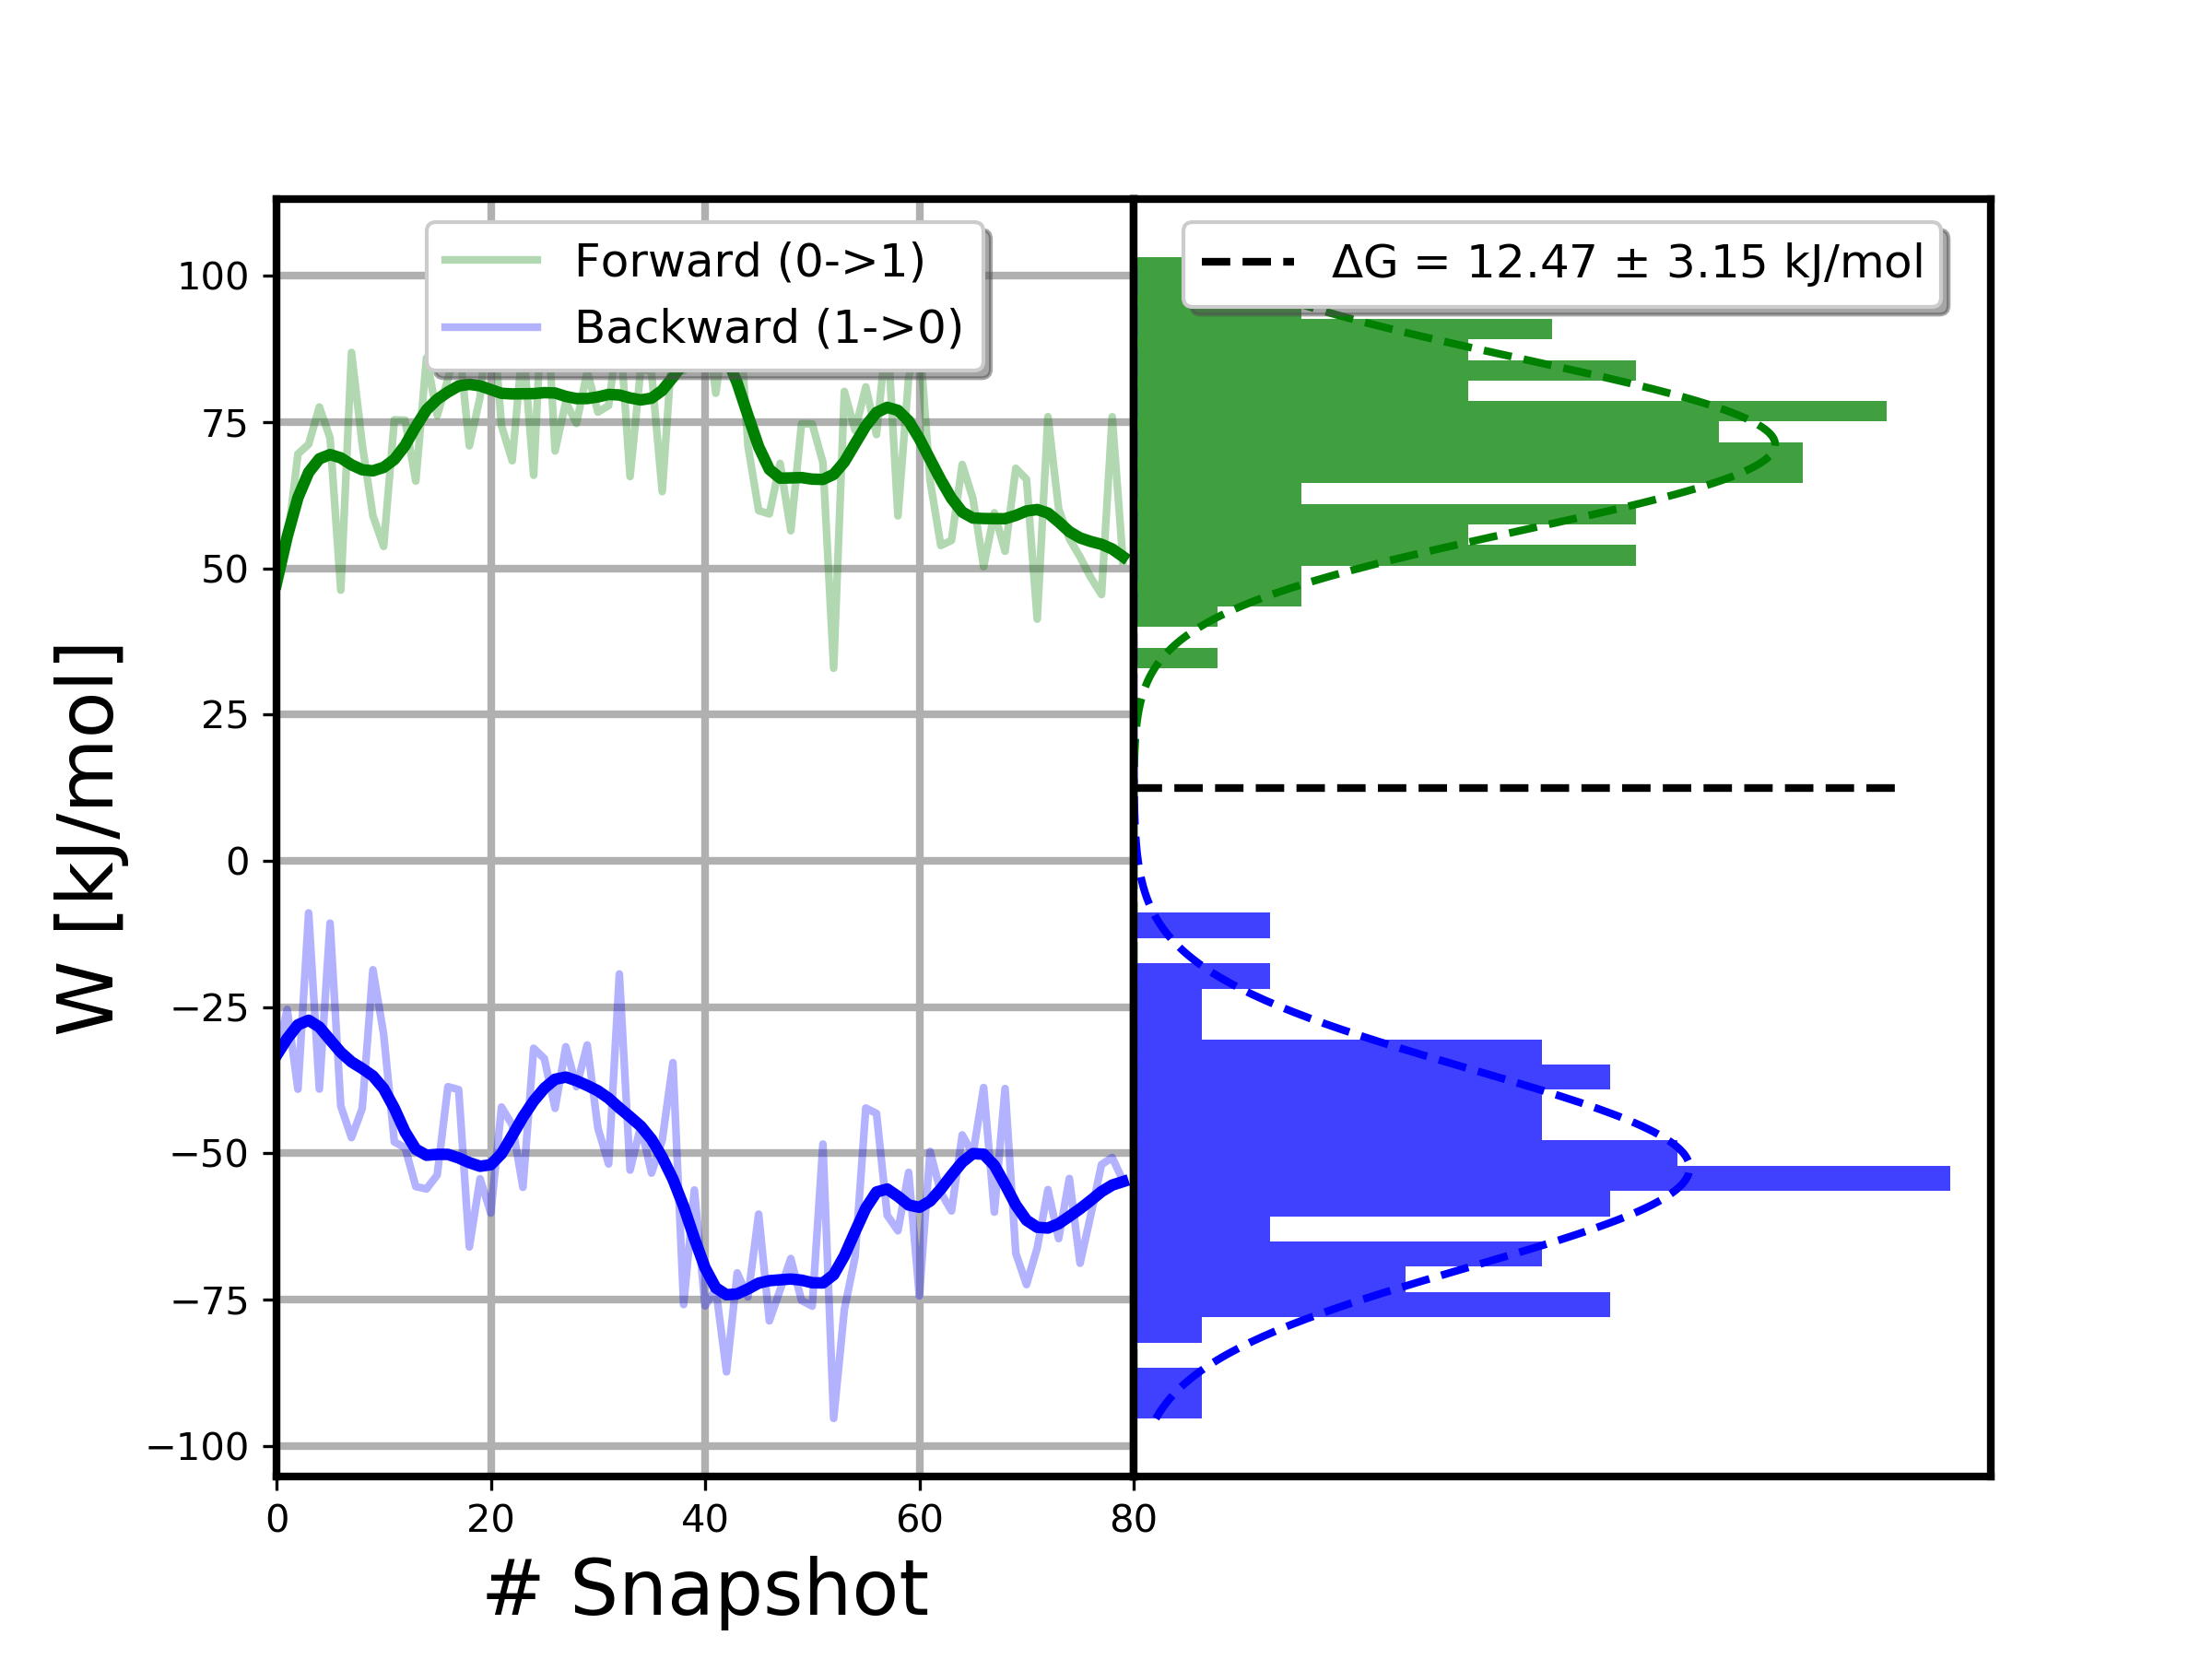 Forward (0->1)
Backward (1->0)
ΔG = 12.47 ± 3.15 kJ/mol
W [kJ/mol]
100
75
50
25
0
−25
−50
−75
−100
0 20 40 60 80
# Snapshot